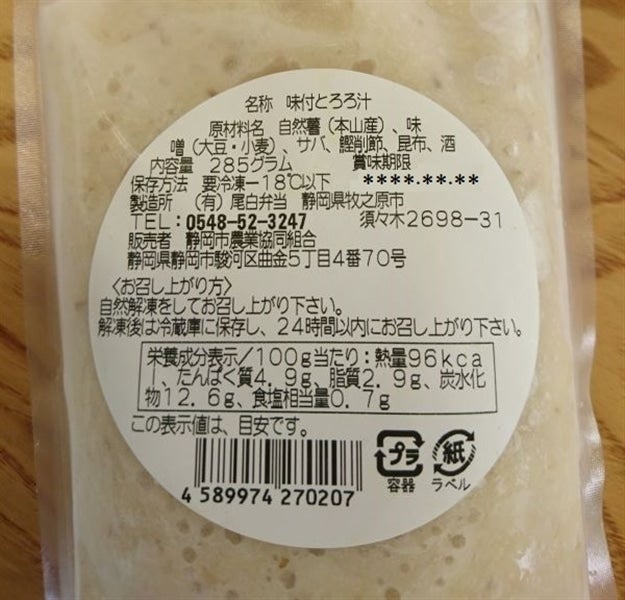 名称 味付とろろ汁
原材料名 自然薯(本山産)、味
噌(大豆・小麦)、サバ、鰹削節、昆布、酒
内容量 285グラム 賞味期限
保存方法 要冷凍-18℃以下 ****.**.**
製造所 (有)尾白弁当 静岡県牧之原市
TEL:0548-52-3247 須々木2698-31
販売者 静岡市農業協同組合
静岡県静岡市駿河区曲金5丁目4番70号
〈お召し上がり方〉
自然解凍をしてお召し上がり下さい。
解凍後は冷蔵庫に保存し、24時間以内にお召し上がり下さい。
栄養成分表示/100g当たり:熱量96kca
l、たんぱく質4.9g、脂質2.9g、炭水化
物12.6g、食塩相当量0.7g
この表示値は、目安です。
プラ 紙
容器 ラベル
4 589974 270207